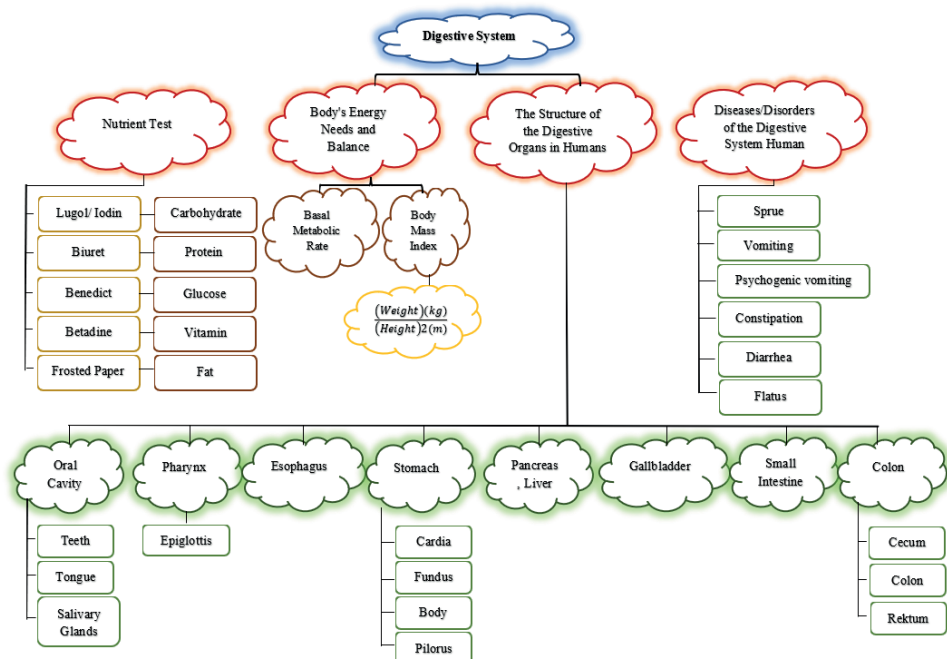 Digestive System
Nutrient Test
Body's Energy
Needs and
Balance
The Structure of
the Digestive
Organs in Humans
Diseases/Disorders
of the Digestive
System Human
Lugol/ Iodin
Carbohydrate
Biuret
Protein
Benedict
Glucose
Betadine
Vitamin
Frosted Paper
Fat
Basal
Metabolic
Rate
Body
Mass
Index
(Weight)(kg)
(Height)2(m)
Sprue
Vomiting
Psychogenic vomiting
Constipation
Diarrhea
Flatus
Oral
Cavity
Pharynx
Esophagus
Stomach
Pancreas
, Liver
Gallbladder
Small
Intestine
Colon
Teeth
Tongue
Salivary
Glands
Epiglottis
Cardia
Fundus
Body
Pilorus
Cecum
Colon
Rektum